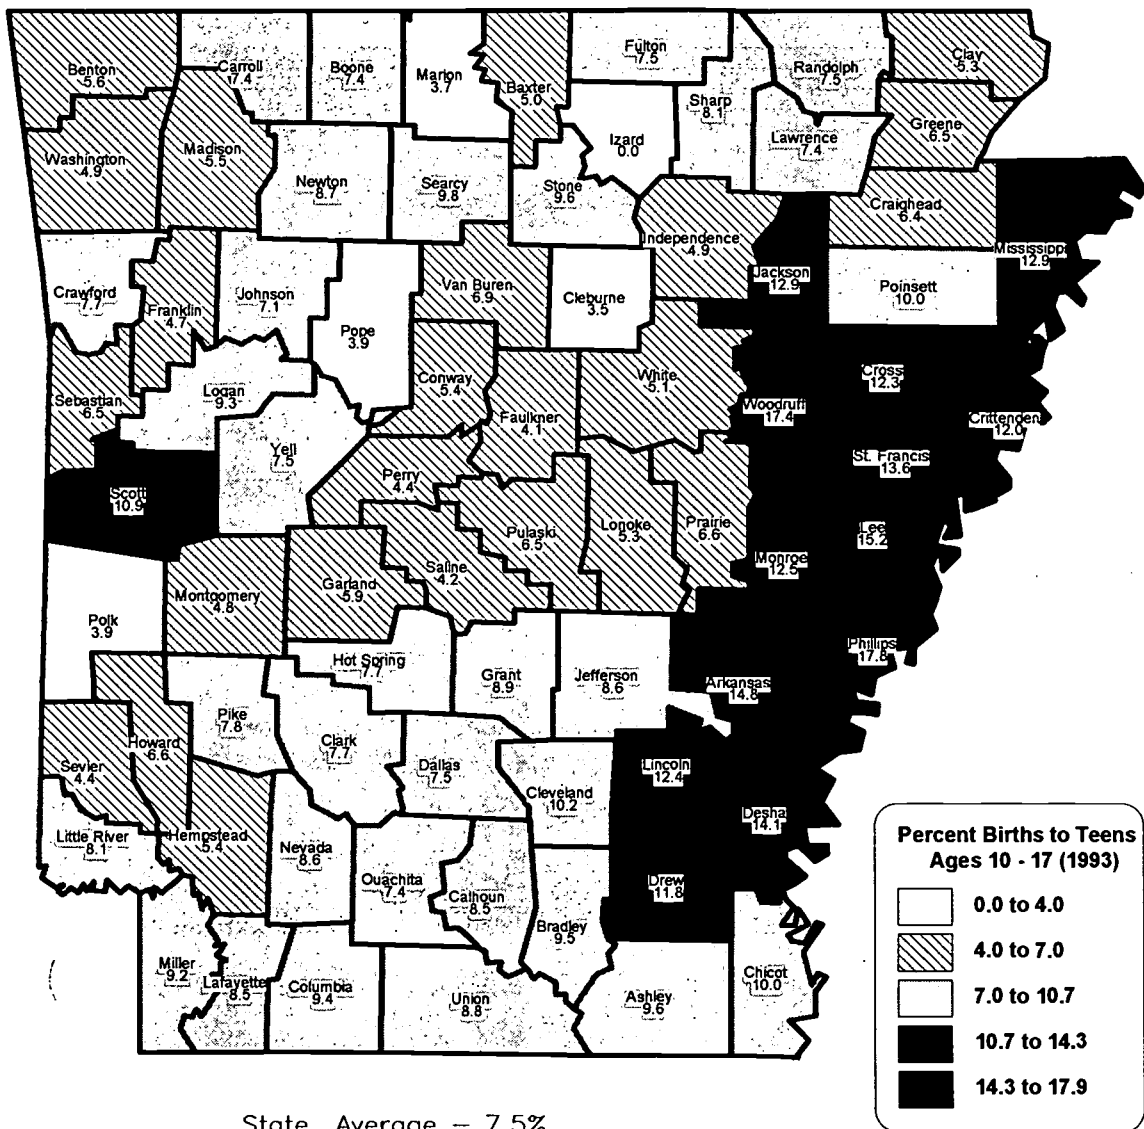 Benton
5.6
Carroll
7.4
Boone
7.4
Marion
3.7
Baxter
5.0
Fulton
7.5
Sharp
8.1
Randolph
7.5
Clay
5.3
Washington
4.9
Madison
5.5
Newton
8.7
Searcy
9.8
Stone
9.6
Izard
0.0
Lawrence
7.4
Greene
6.5
Craighead
6.4
Mississippi
12.9
Independence
4.9
Jackson
12.9
Poinsett
10.0
Crawford
7.7
Franklin
4.7
Johnson
7.1
Pope
3.9
Van Buren
6.9
Cleburne
3.5
Sebastian
6.5
Logan
9.3
Conway
5.4
Faulkner
4.1
White
5.1
Woodruff
17.4
Cross
12.3
Crittenden
12.0
St. Francis
13.6
Scott
10.9
Yell
7.5
Perry
4.4
Pulaski
6.5
Lonoke
5.3
Prairie
6.6
Monroe
12.5
Lee
15.2
Polk
3.9
Montgomery
4.8
Garland
5.9
Saline
4.2
Hot Spring
7.7
Grant
8.9
Jefferson
8.6
Arkansas
14.8
Phillips
17.8
Sevier
4.4
Howard
6.6
Pike
7.8
Clark
7.7
Dallas
7.5
Cleveland
10.2
Lincoln
12.4
Desha
14.1
Little River
8.1
Hempstead
5.4
Nevada
8.6
Ouachita
7.4
Calhoun
8.5
Bradley
9.5
Drew
11.8
Miller
9.2
Lafayette
8.5
Columbia
9.4
Union
8.8
Ashley
9.6
Chicot
10.0
Percent Births to Teens
Ages 10 - 17 (1993)
0.0 to 4.0
4.0 to 7.0
7.0 to 10.7
10.7 to 14.3
14.3 to 17.9
State Average – 7.5%